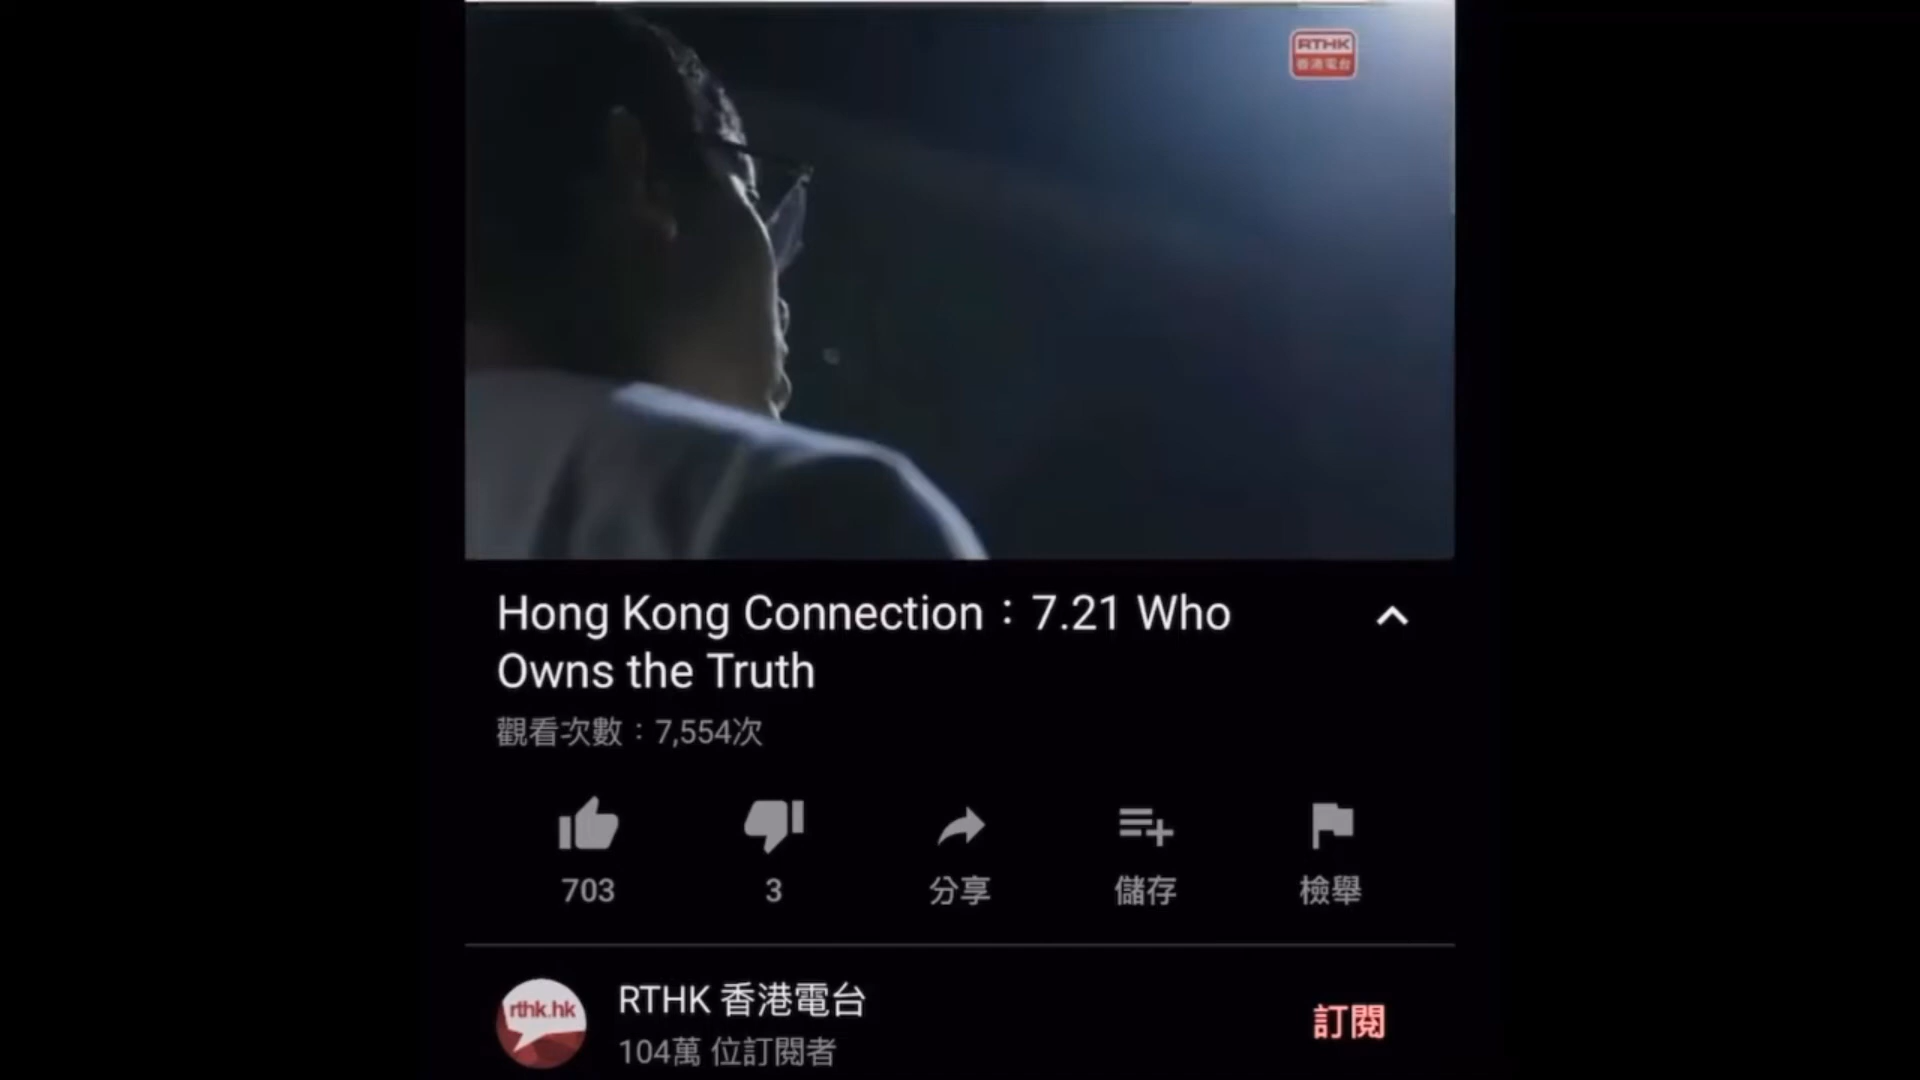 RTHK
香港電台
Hong Kong Connection：7.21 Who
Owns the Truth
觀看次數：7,554次
703
3
分享
儲存
檢舉
rthk.hk
RTHK 香港電台
104萬 位訂閱者
訂閱